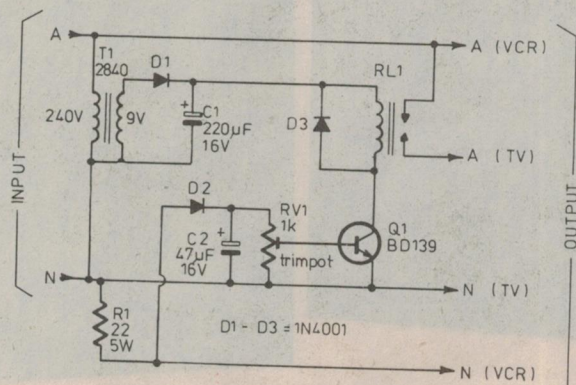 A
A (VCR)
T1
2840
D1
RL1
240V
9V
+
C1
220µF
16V
D3
A (TV)
INPUT
OUTPUT
D2
RV1
1k
+
C2
47µF
16V
trimpot
Q1
BD139
N
N (TV)
R1
22
5W
D1 - D3 = 1N4001
N (VCR)